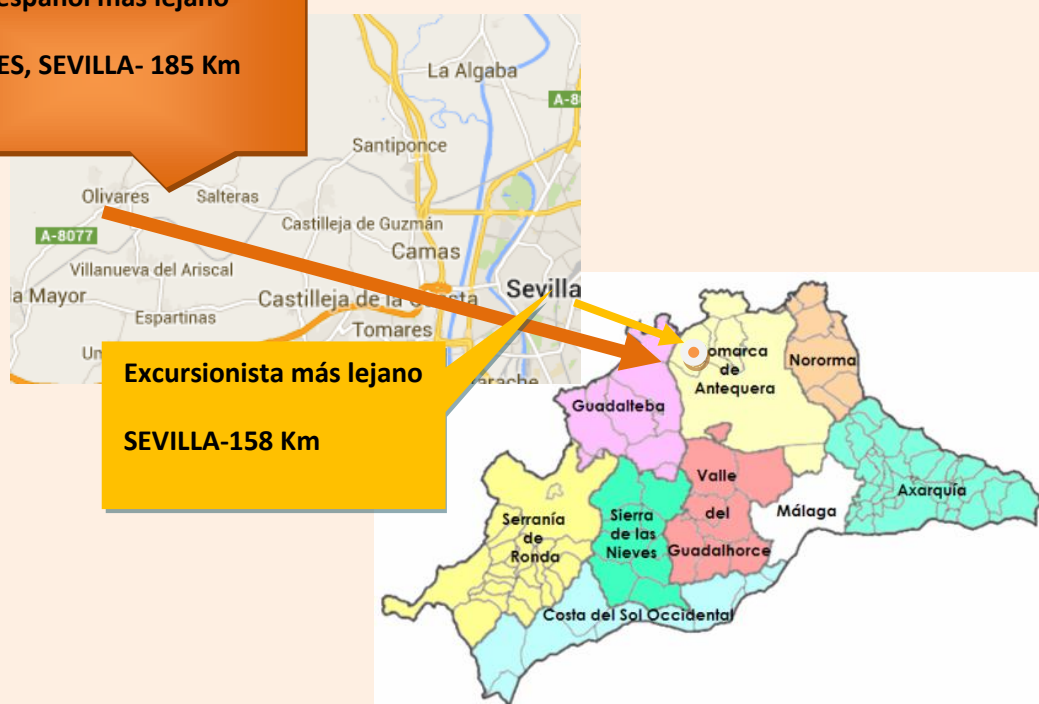 español más lejano
ES, SEVILLA- 185 Km
La Algaba
A-8
Santiponce
Olivares
Salteras
Castilleja de Guzmán
A-8077
Camas
Villanueva del Ariscal
la Mayor
Sevilla
Castilleja de la Cuesta
Espartinas
Tomares
Um
arache
Excursionista más lejano
SEVILLA-158 Km
omarca
de
Antequera
Nororma
Guadalteba
Valle
del
Guadalhorce
Málaga
Axarquía
Serranía
de
Ronda
Sierra
de las
Nieves
Costa del Sol Occidental